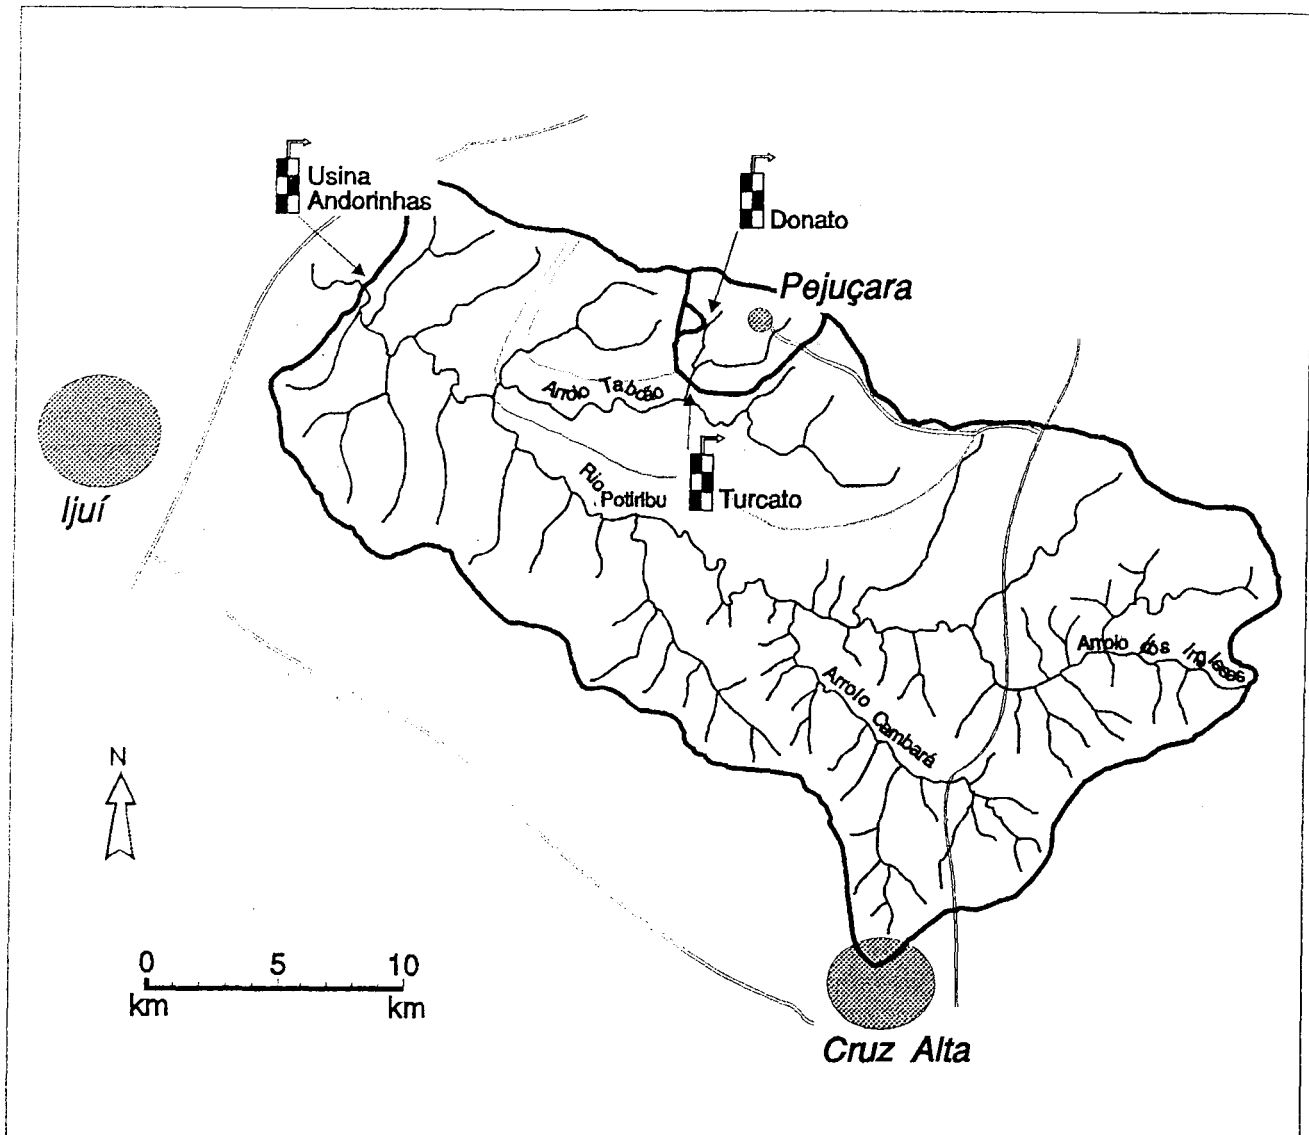 Usina
Andorinhas
Donato
Pejuçara
Arroio Taboão
Ijuí
Rio
Potiribu
Turcato
Arroio dos Ingleses
Arroio Cambará
N
0 5 10
km km
Cruz Alta